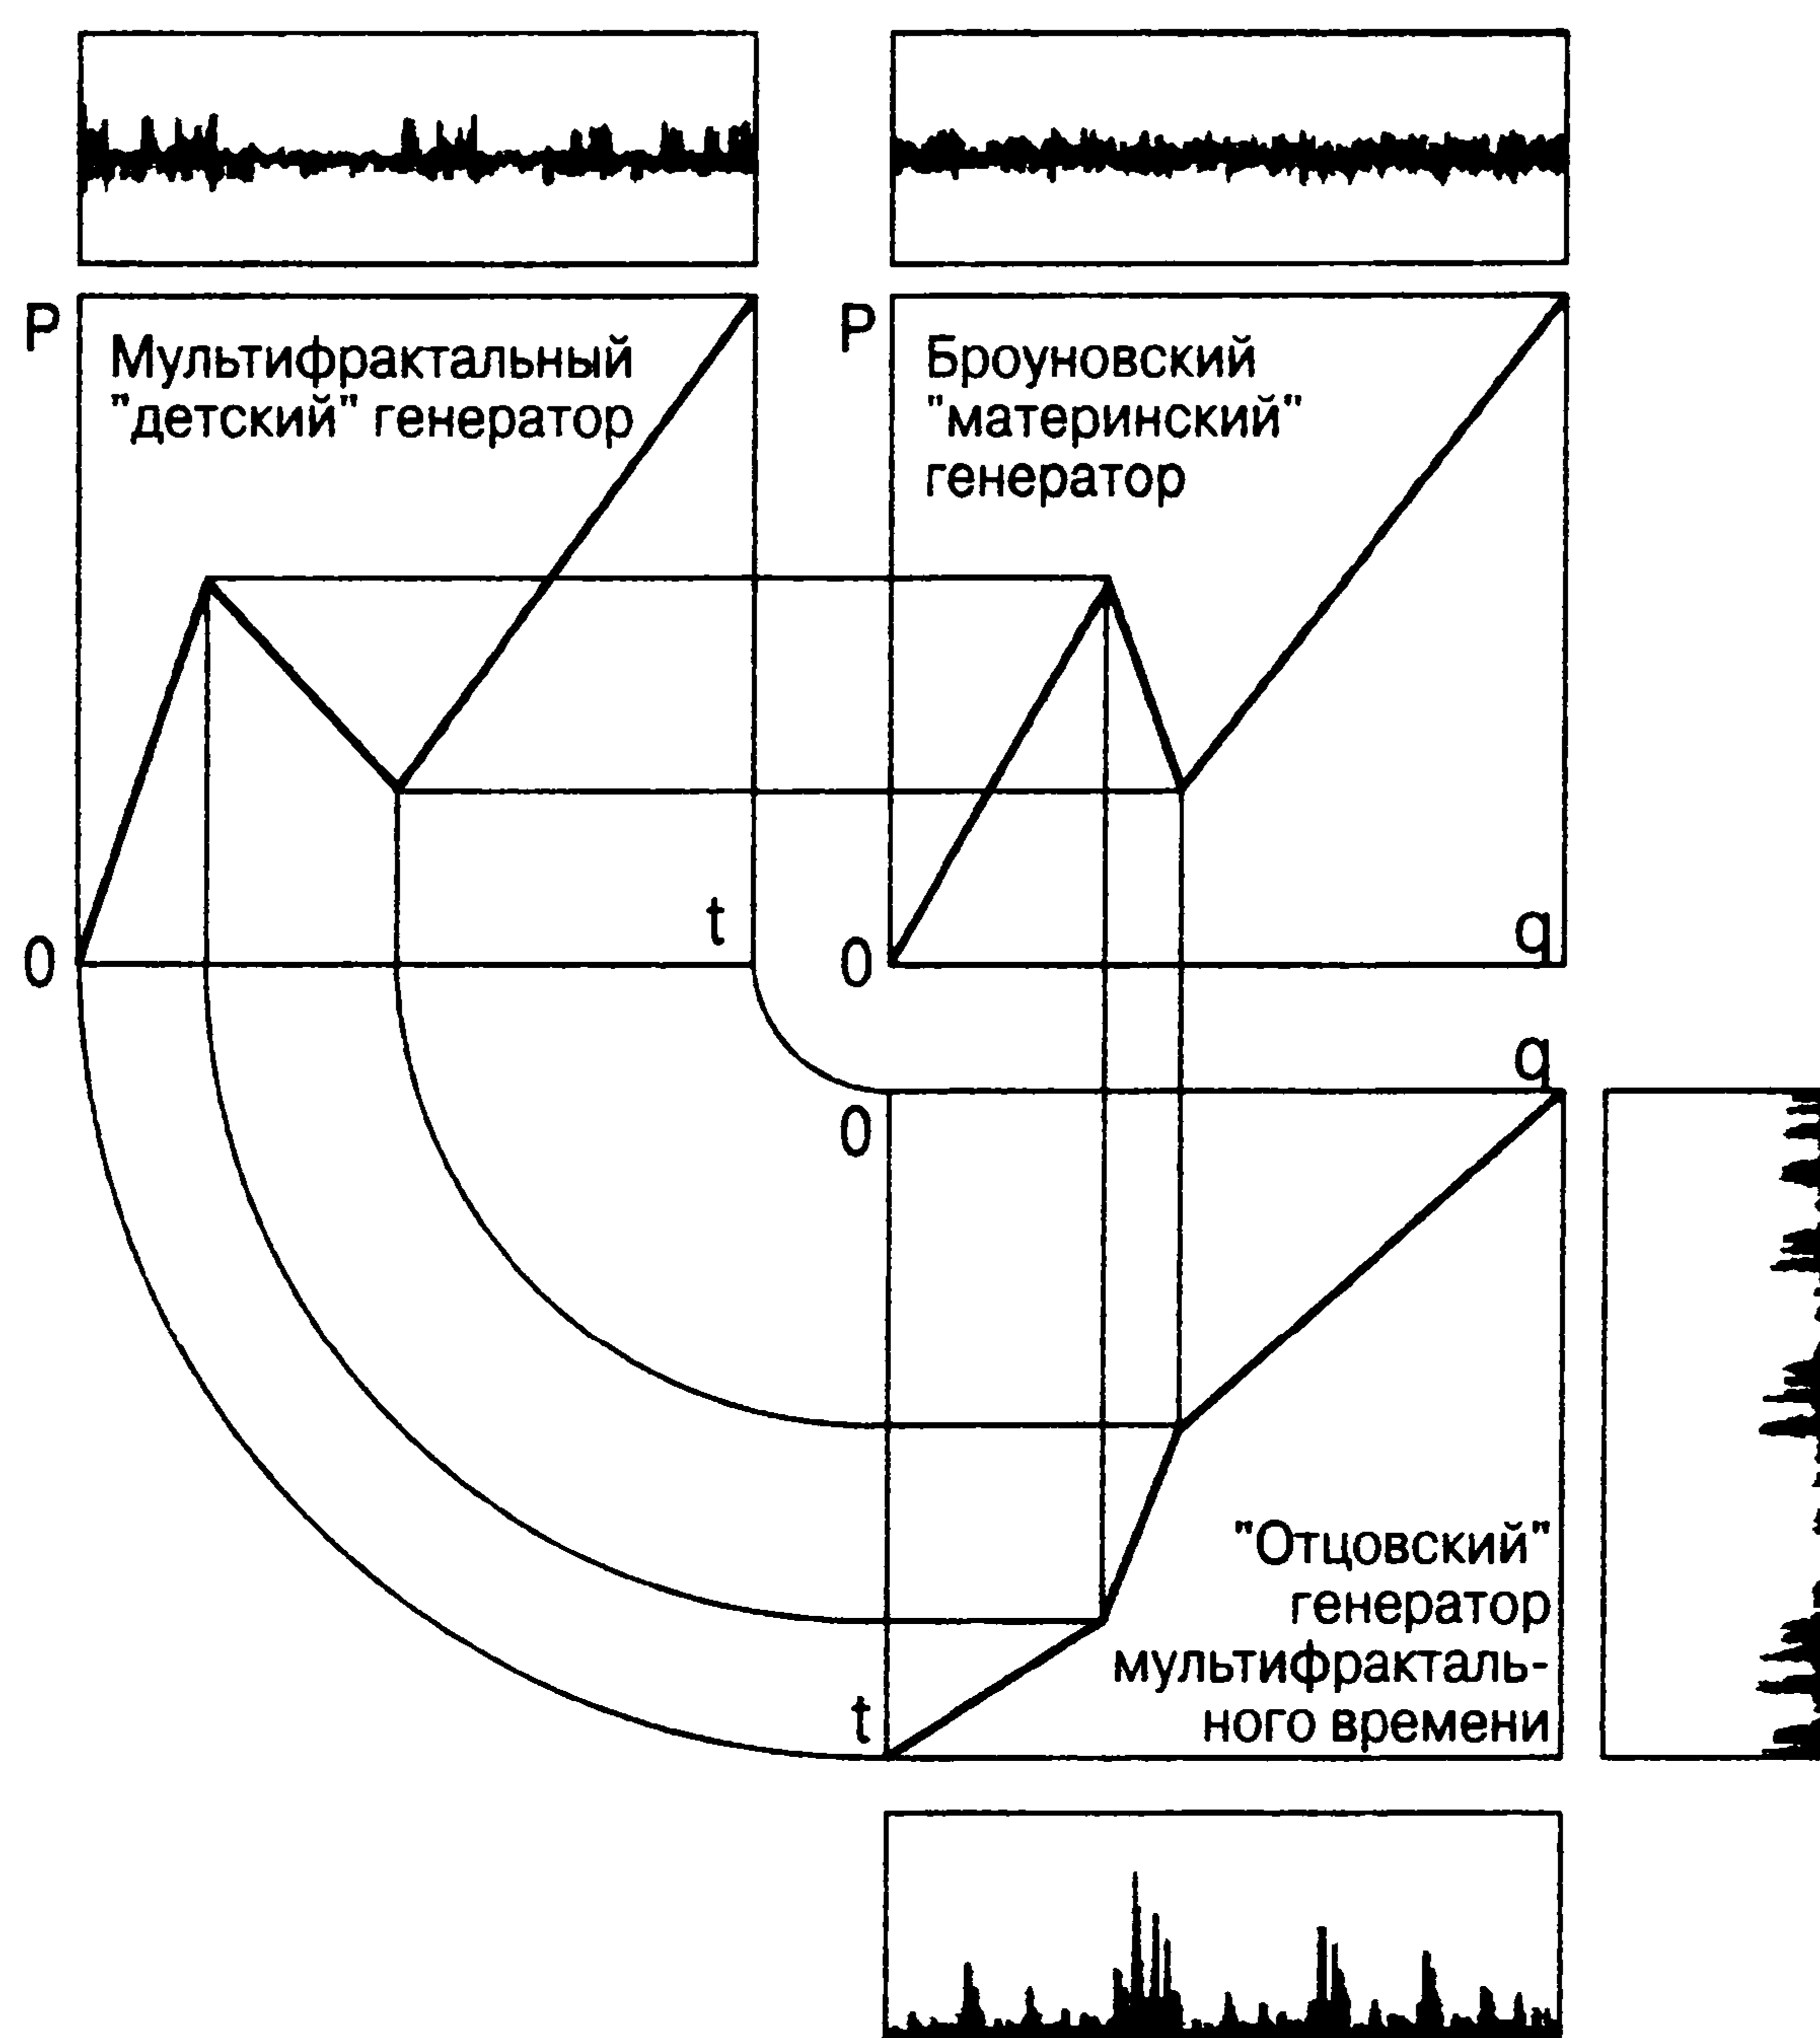 P
Мультифрактальный
"детский" генератор
t
0
P
Броуновский
"материнский"
генератор
0
q
q
0
"Отцовский"
генератор
мультифракталь-
ного времени
t